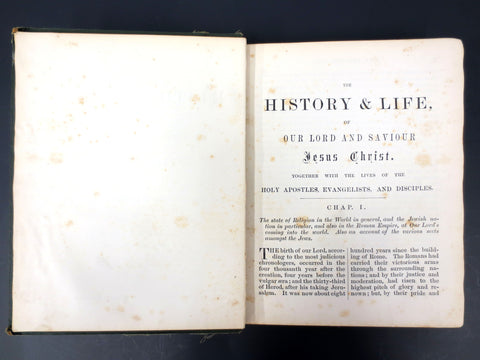 THE
HISTORY & LIFE,
OF
OUR LORD AND SAVIOUR
Jesus Christ.
TOGETHER WITH THE LIVES OF THE
HOLY APOSTLES, EVANGELISTS, AND DISCIPLES.
CHAP. I.
The state of Religion in the World in general, and the Jewish na-
tion in particular, and also in the Roman Empire, at Our Lord's
coming into the world. Also an account of the various sects
amongst the Jews.
THE birth of our Lord, accor-
ding to the most judicious
chronologers, occurred in the
four thousanth year after the
creation, four years before the
vulgar era; and the thirty-third
of Herod, after his taking Jeru-
salem. It was now about eight
hundred years since the build-
ing of Rome. The Romans had
carried their victorious arms
through the surrounding na-
tions; and by their justice and
moderation, had risen to the
highest pitch of glory and re-
nown; but, by their pride and